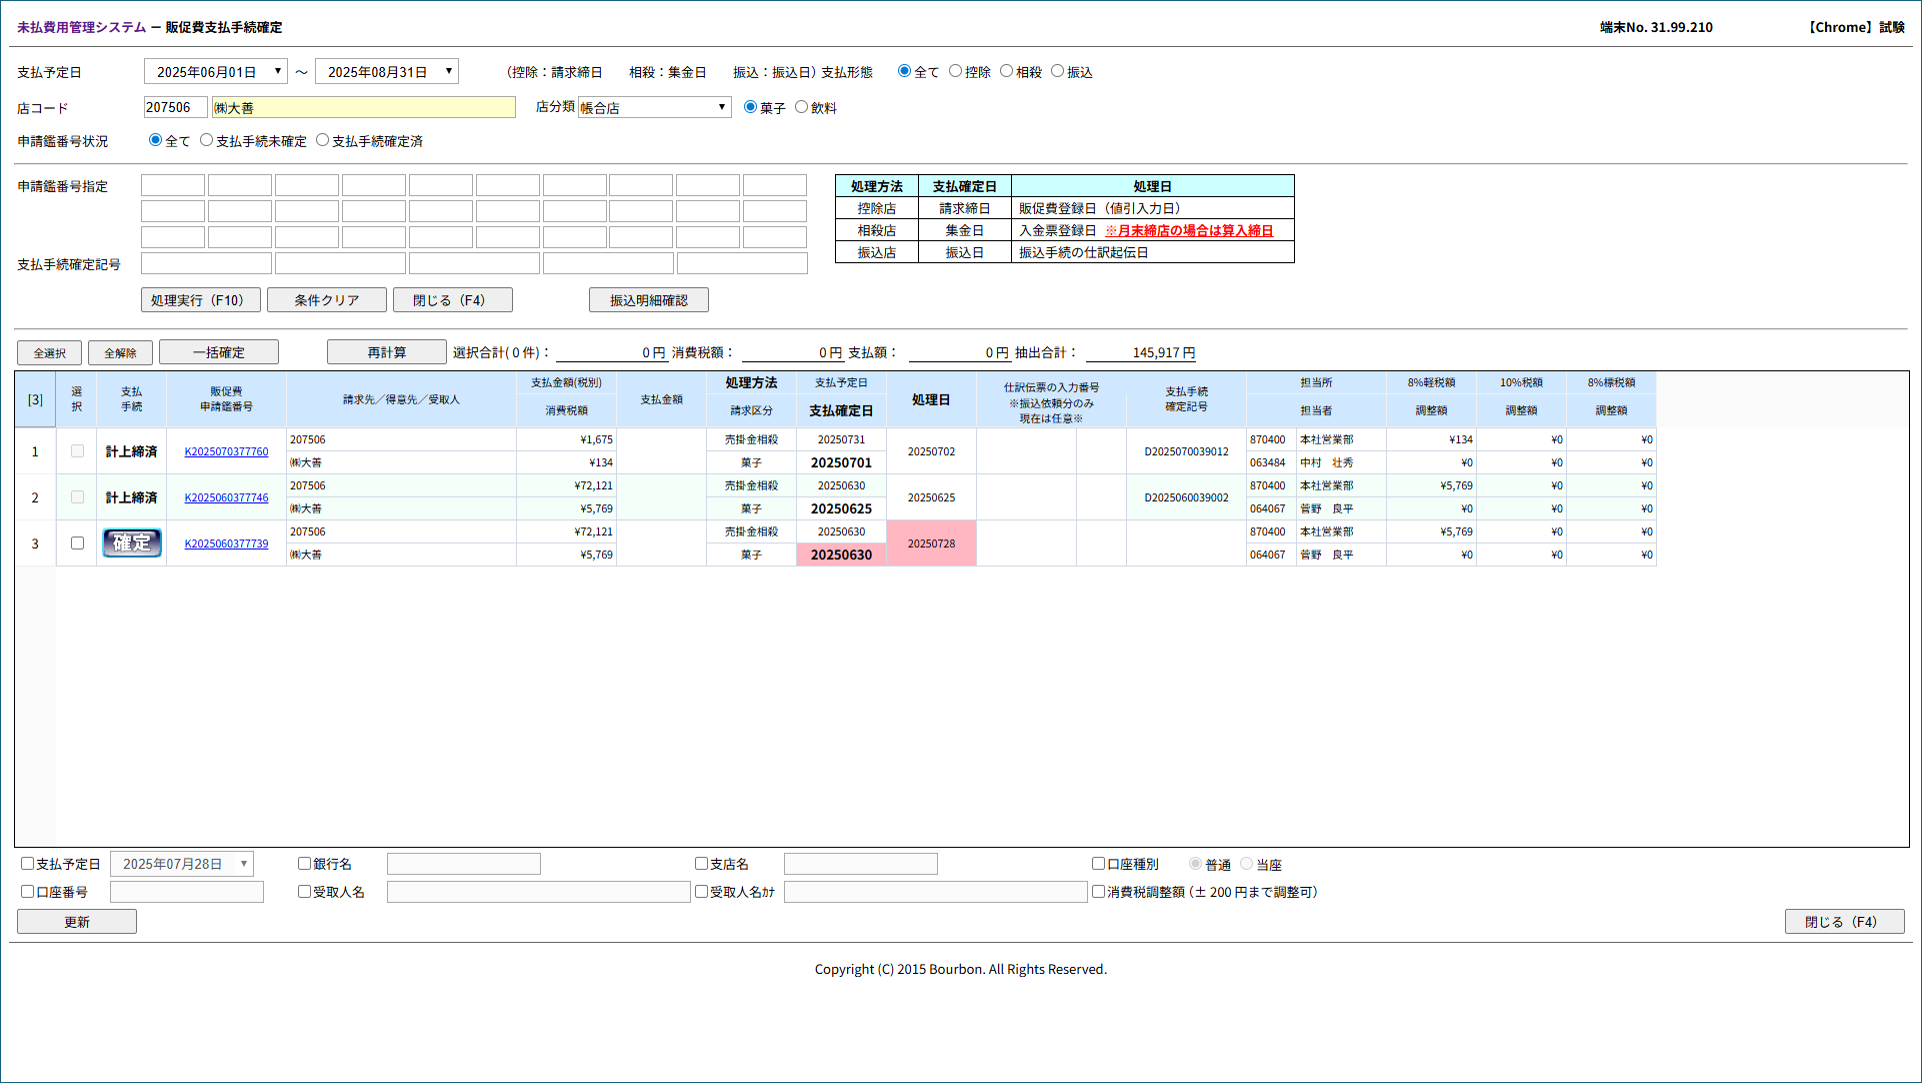 未払費用管理システム － 販促費支払手続確定 端末No. 31.99.210 【Chrome】試験
支払予定日 2025年06月01日 ～ 2025年08月31日 （控除：請求締日 相殺：集金日 振込：振込日）支払形態 全て 控除 相殺 振込
店コード 207506 ㈱大善 店分類 帳合店 菓子 飲料
申請鑑番号状況 全て 支払手続未確定 支払手続確定済
申請鑑番号指定
支払手続確定記号
処理方法 支払確定日 処理日
控除店 請求締日 販促費登録日（値引入力日）
相殺店 集金日 入金票登録日 ※月末締店の場合は算入締日
振込店 振込日 振込手続の仕訳起伝日
処理実行（F10） 条件クリア 閉じる（F4） 振込明細確認
全選択 全解除 一括確定 再計算 選択合計( 0 件)： 0 円 消費税額： 0 円 支払額： 0 円 抽出合計： 145,917 円
[3] 選択 支払手続 販促費申請鑑番号 請求先／得意先／受取人 支払金額(税別) 消費税額 支払金額 処理方法 請求区分 支払予定日 支払確定日 処理日 仕訳伝票の入力番号 ※振込依頼分のみ 現在は任意※ 支払手続確定記号 担当所 担当者 8%軽税額 調整額 10%税額 調整額 8%標税額 調整額
1 計上締済 K2025070377760 207506 ¥1,675 売掛金相殺 20250731 20250702 D2025070039012 870400 本社営業部 ¥134 ¥0 ¥0
㈱大善 ¥134 菓子 20250701 063484 中村 壮秀 ¥0 ¥0 ¥0
2 計上締済 K2025060377746 207506 ¥72,121 売掛金相殺 20250630 20250625 D2025060039002 870400 本社営業部 ¥5,769 ¥0 ¥0
㈱大善 ¥5,769 菓子 20250625 064067 菅野 良平 ¥0 ¥0 ¥0
3 確定 K2025060377739 207506 ¥72,121 売掛金相殺 20250630 20250728 870400 本社営業部 ¥5,769 ¥0 ¥0
㈱大善 ¥5,769 菓子 20250630 064067 菅野 良平 ¥0 ¥0 ¥0
支払予定日 2025年07月28日 銀行名 支店名 口座種別 普通 当座
口座番号 受取人名 受取人名ｶﾅ 消費税調整額（± 200 円まで調整可）
更新 閉じる（F4）
Copyright (C) 2015 Bourbon. All Rights Reserved.